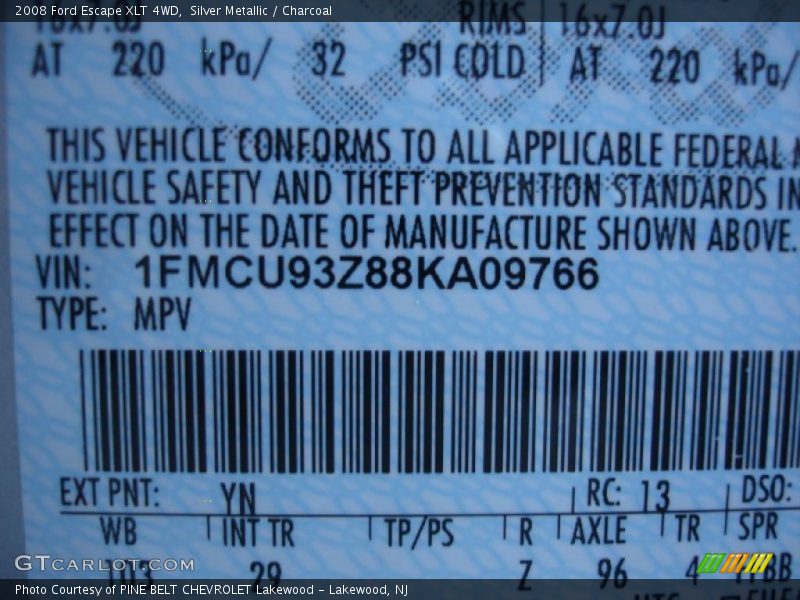 2008 Ford Escape XLT 4WD, Silver Metallic / Charcoal
16x7.0J RIMS 16x7.0J
AT 220 kPa/ 32 PSI COLD AT 220 kPa/
THIS VEHICLE CONFORMS TO ALL APPLICABLE FEDERAL
VEHICLE SAFETY AND THEFT PREVENTION STANDARDS IN
EFFECT ON THE DATE OF MANUFACTURE SHOWN ABOVE.
VIN: 1FMCU93Z88KA09766
TYPE: MPV
EXT PNT: YN RC: 13 DSO:
WB INT TR TP/PS R AXLE TR SPR
103 29 Z 96 4
GTCARLOT.COM
Photo Courtesy of PINE BELT CHEVROLET Lakewood - Lakewood, NJ